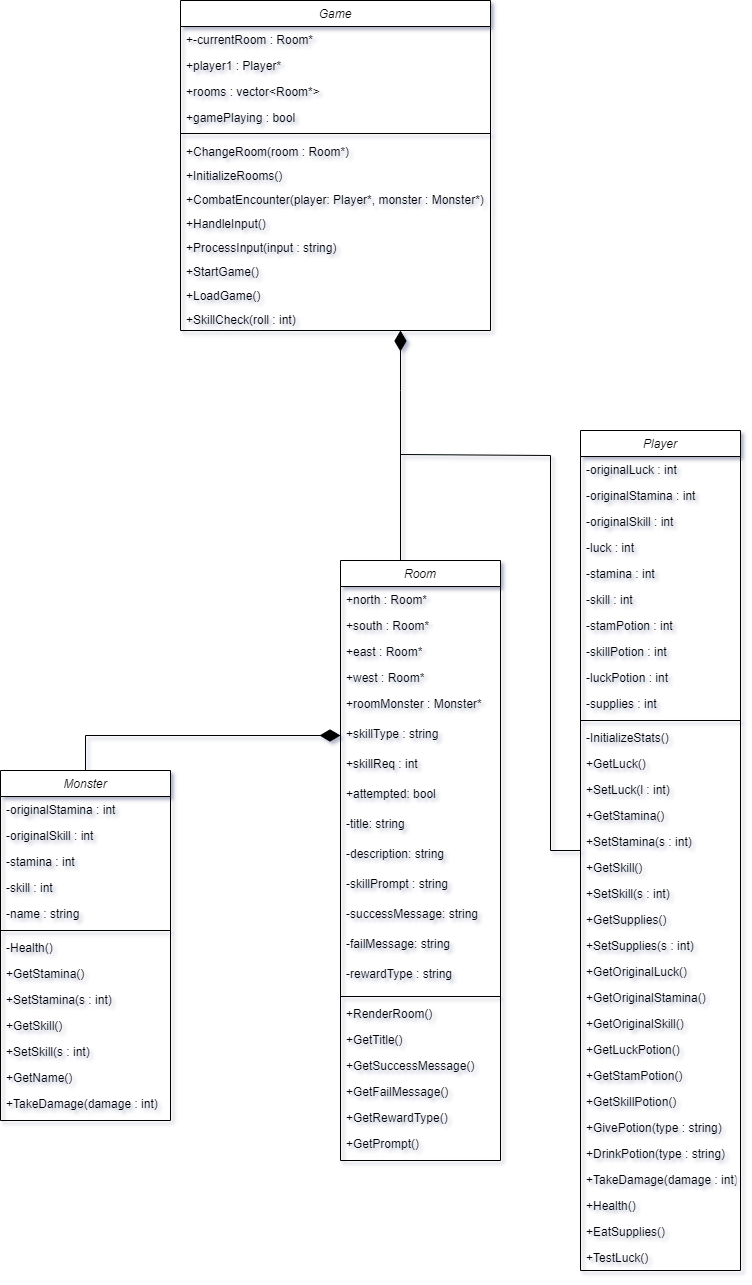 Game
+-currentRoom : Room*
+player1 : Player*
+rooms : vector<Room*>
+gamePlaying : bool
+ChangeRoom(room : Room*)
+InitializeRooms()
+CombatEncounter(player: Player*, monster : Monster*)
+HandleInput()
+ProcessInput(input : string)
+StartGame()
+LoadGame()
+SkillCheck(roll : int)
Player
-originalLuck : int
-originalStamina : int
-originalSkill : int
-luck : int
-stamina : int
-skill : int
-stamPotion : int
-skillPotion : int
-luckPotion : int
-supplies : int
-InitializeStats()
+GetLuck()
+SetLuck(l : int)
+GetStamina()
+SetStamina(s : int)
+GetSkill()
+SetSkill(s : int)
+GetSupplies()
+SetSupplies(s : int)
+GetOriginalLuck()
+GetOriginalStamina()
+GetOriginalSkill()
+GetLuckPotion()
+GetStamPotion()
+GetSkillPotion()
+GivePotion(type : string)
+DrinkPotion(type : string)
+TakeDamage(damage : int)
+Health()
+EatSupplies()
+TestLuck()
Room
+north : Room*
+south : Room*
+east : Room*
+west : Room*
+roomMonster : Monster*
+skillType : string
+skillReq : int
+attempted: bool
-title: string
-description: string
-skillPrompt : string
-successMessage: string
-failMessage: string
-rewardType : string
+RenderRoom()
+GetTitle()
+GetSuccessMessage()
+GetFailMessage()
+GetRewardType()
+GetPrompt()
Monster
-originalStamina : int
-originalSkill : int
-stamina : int
-skill : int
-name : string
-Health()
+GetStamina()
+SetStamina(s : int)
+GetSkill()
+SetSkill(s : int)
+GetName()
+TakeDamage(damage : int)